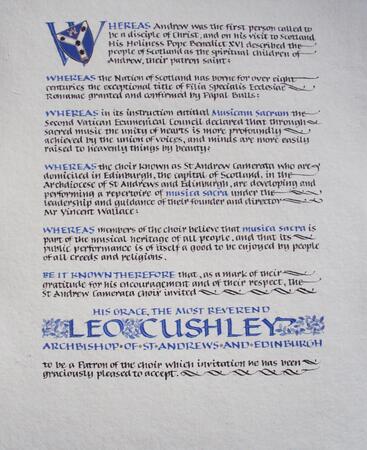 WHEREAS Andrew was the first person called to
be a disciple of Christ, and on his visit to Scotland
His Holiness Pope Benedict XVI described the
people of Scotland as the spiritual children of
Andrew, their patron saint:
WHEREAS the Nation of Scotland has borne for over eight
centuries the exceptional title of Filia Specialis Ecclesiae
Romanae granted and confirmed by Papal Bulls:
WHEREAS in its instruction entitled Musicam Sacram the
Second Vatican Ecumenical Council declared that through
sacred music the unity of hearts is more profoundly
achieved by the union of voices, and minds are more easily
raised to heavenly things by beauty:
WHEREAS the choir known as St Andrew Camerata who are
domiciled in Edinburgh, the capital of Scotland, in the
Archdiocese of St Andrews and Edinburgh, are developing and
performing a repertoire of musica sacra under the
leadership and guidance of their founder and director
Mr Vincent Wallace:
WHEREAS members of the choir believe that musica sacra is
part of the musical heritage of all people, and that its
public performance is of itself a good to be enjoyed by people
of all creeds and religions.
BE IT KNOWN THEREFORE that, as a mark of their
gratitude for his encouragement and of their respect, the
St Andrew Camerata choir invited
HIS GRACE, THE MOST REVEREND
LEO CUSHLEY
ARCHBISHOP OF ST ANDREWS AND EDINBURGH
to be a Patron of the choir which invitation he has been
graciously pleased to accept.